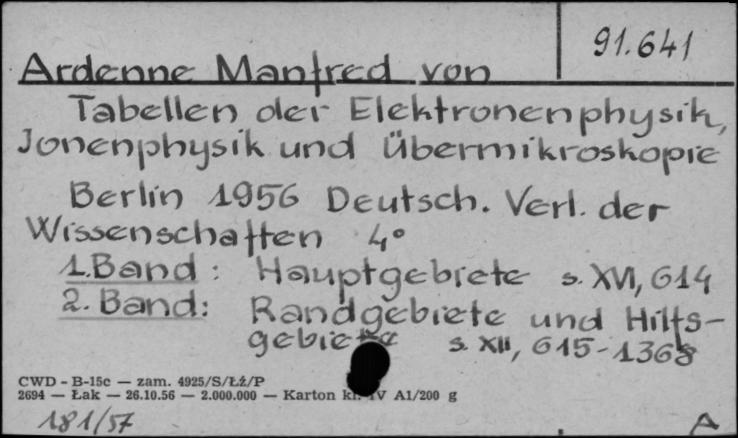 91.641
Ardenne Manfred von
Tabellen der Elektronenphysik,
Jonenphysik und Übermikroskopie
Berlin 1956 Deutsch. Verl. der
Wissenschaften 4°
1. Band: Hauptgebiete s. XVI, 614
2. Band: Randgebiete und Hilfs-
gebiete s. XII, 615-1368
CWD - B-15c — zam. 4925/S/ŁŻ/P
2694 — Łak — 26.10.56 — 2.000.000 — Karton kl. IV A1/200 g
181/57 A